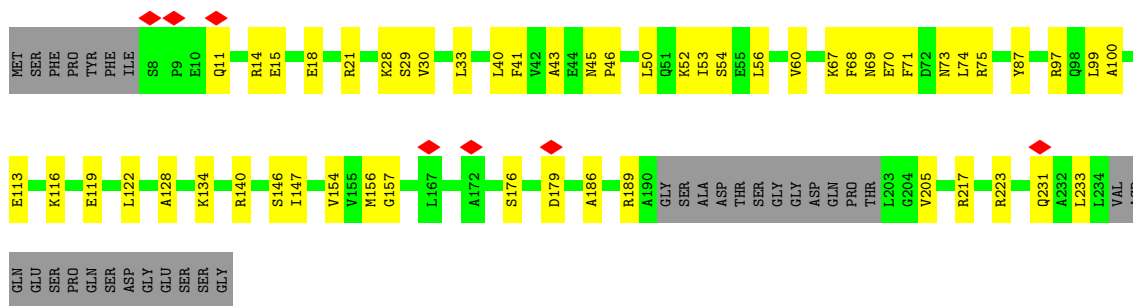 MET SER PHE PRO TYR PHE ILE S8 P9 E10 Q11 R14 E15 E18 R21 K28 S29 V30 L33 L40 F41 V42 A43 E44 N45 P46 L50 Q51 K52 I53 S54 E55 L56 V60 K67 F68 N69 E70 F71 D72 N73 L74 R75 Y87 R97 Q98 L99 A100
E113 K116 E119 L122 A128 K134 R140 S146 I147 V154 V155 M156 G157 L167 A172 S176 D179 A186 R189 A190 GLY SER ALA ASP THR SER GLY GLY ASP GLN PRO THR L203 G204 V205 R217 R223 Q231 A232 L233 L234 VAL
GLN GLU SER PRO GLN SER ASP GLY GLU SER SER GLY